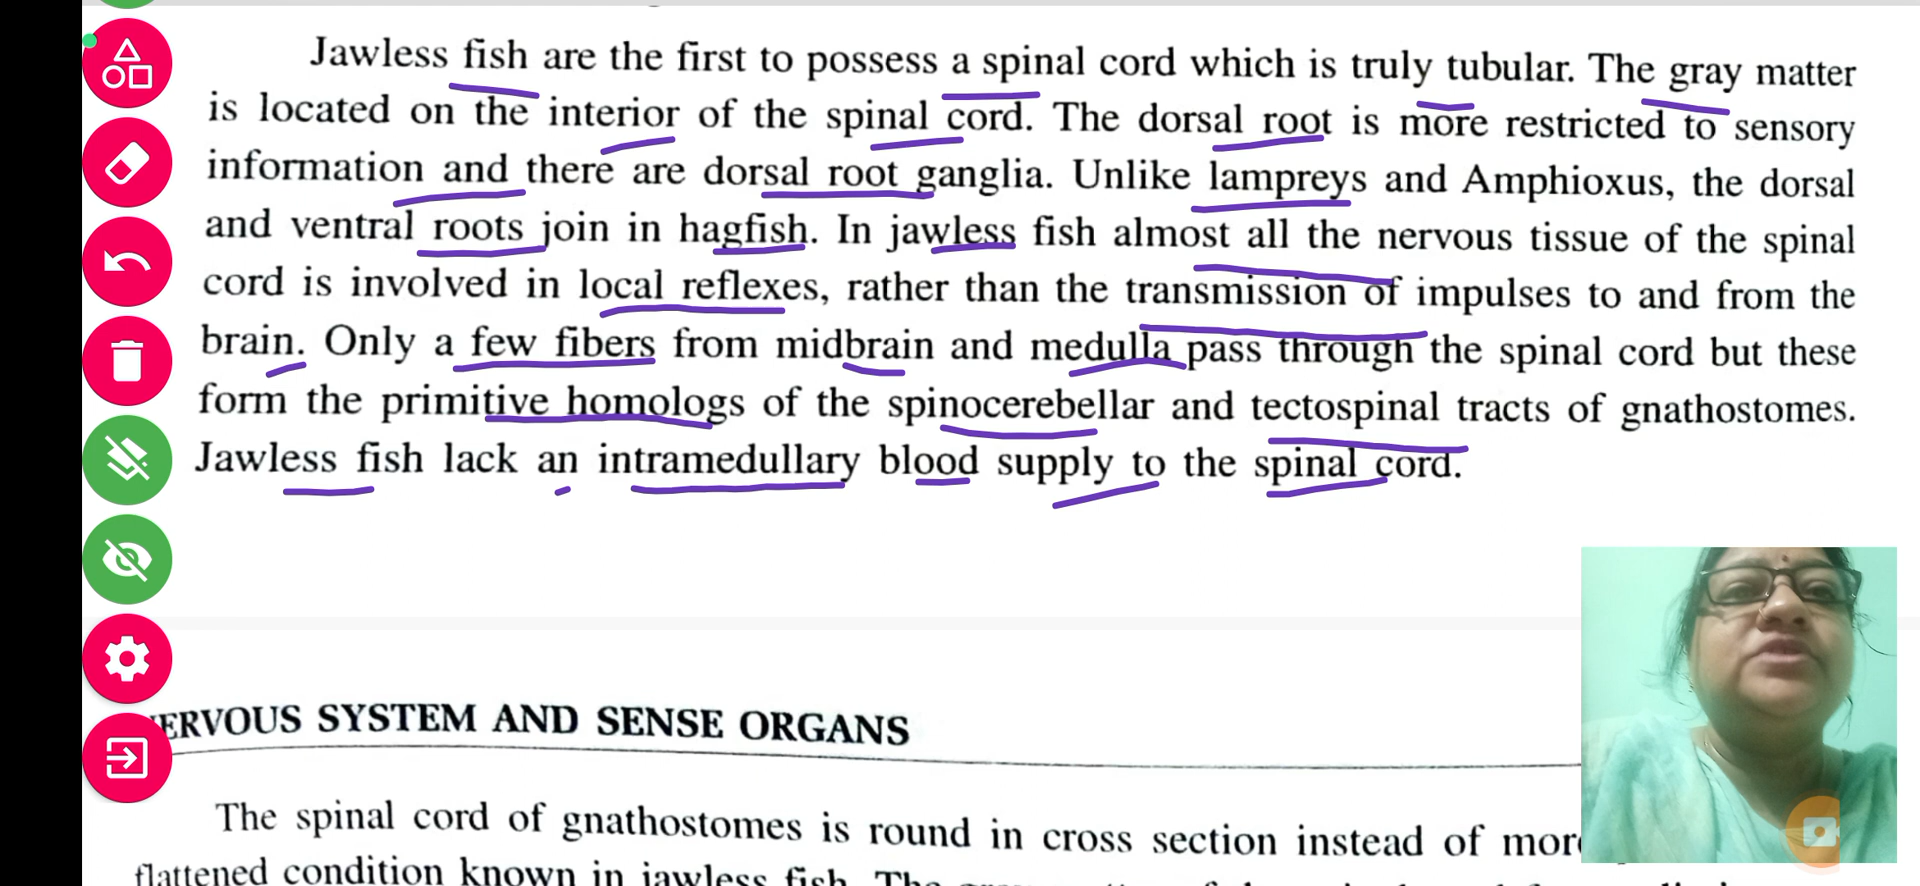 Jawless fish are the first to possess a spinal cord which is truly tubular. The gray matter
is located on the interior of the spinal cord. The dorsal root is more restricted to sensory
information and there are dorsal root ganglia. Unlike lampreys and Amphioxus, the dorsal
and ventral roots join in hagfish. In jawless fish almost all the nervous tissue of the spinal
cord is involved in local reflexes, rather than the transmission of impulses to and from the
brain. Only a few fibers from midbrain and medulla pass through the spinal cord but these
form the primitive homologs of the spinocerebellar and tectospinal tracts of gnathostomes.
Jawless fish lack an intramedullary blood supply to the spinal cord.
ERVOUS SYSTEM AND SENSE ORGANS
The spinal cord of gnathostomes is round in cross section instead of
flattened condition known in jawless fish.